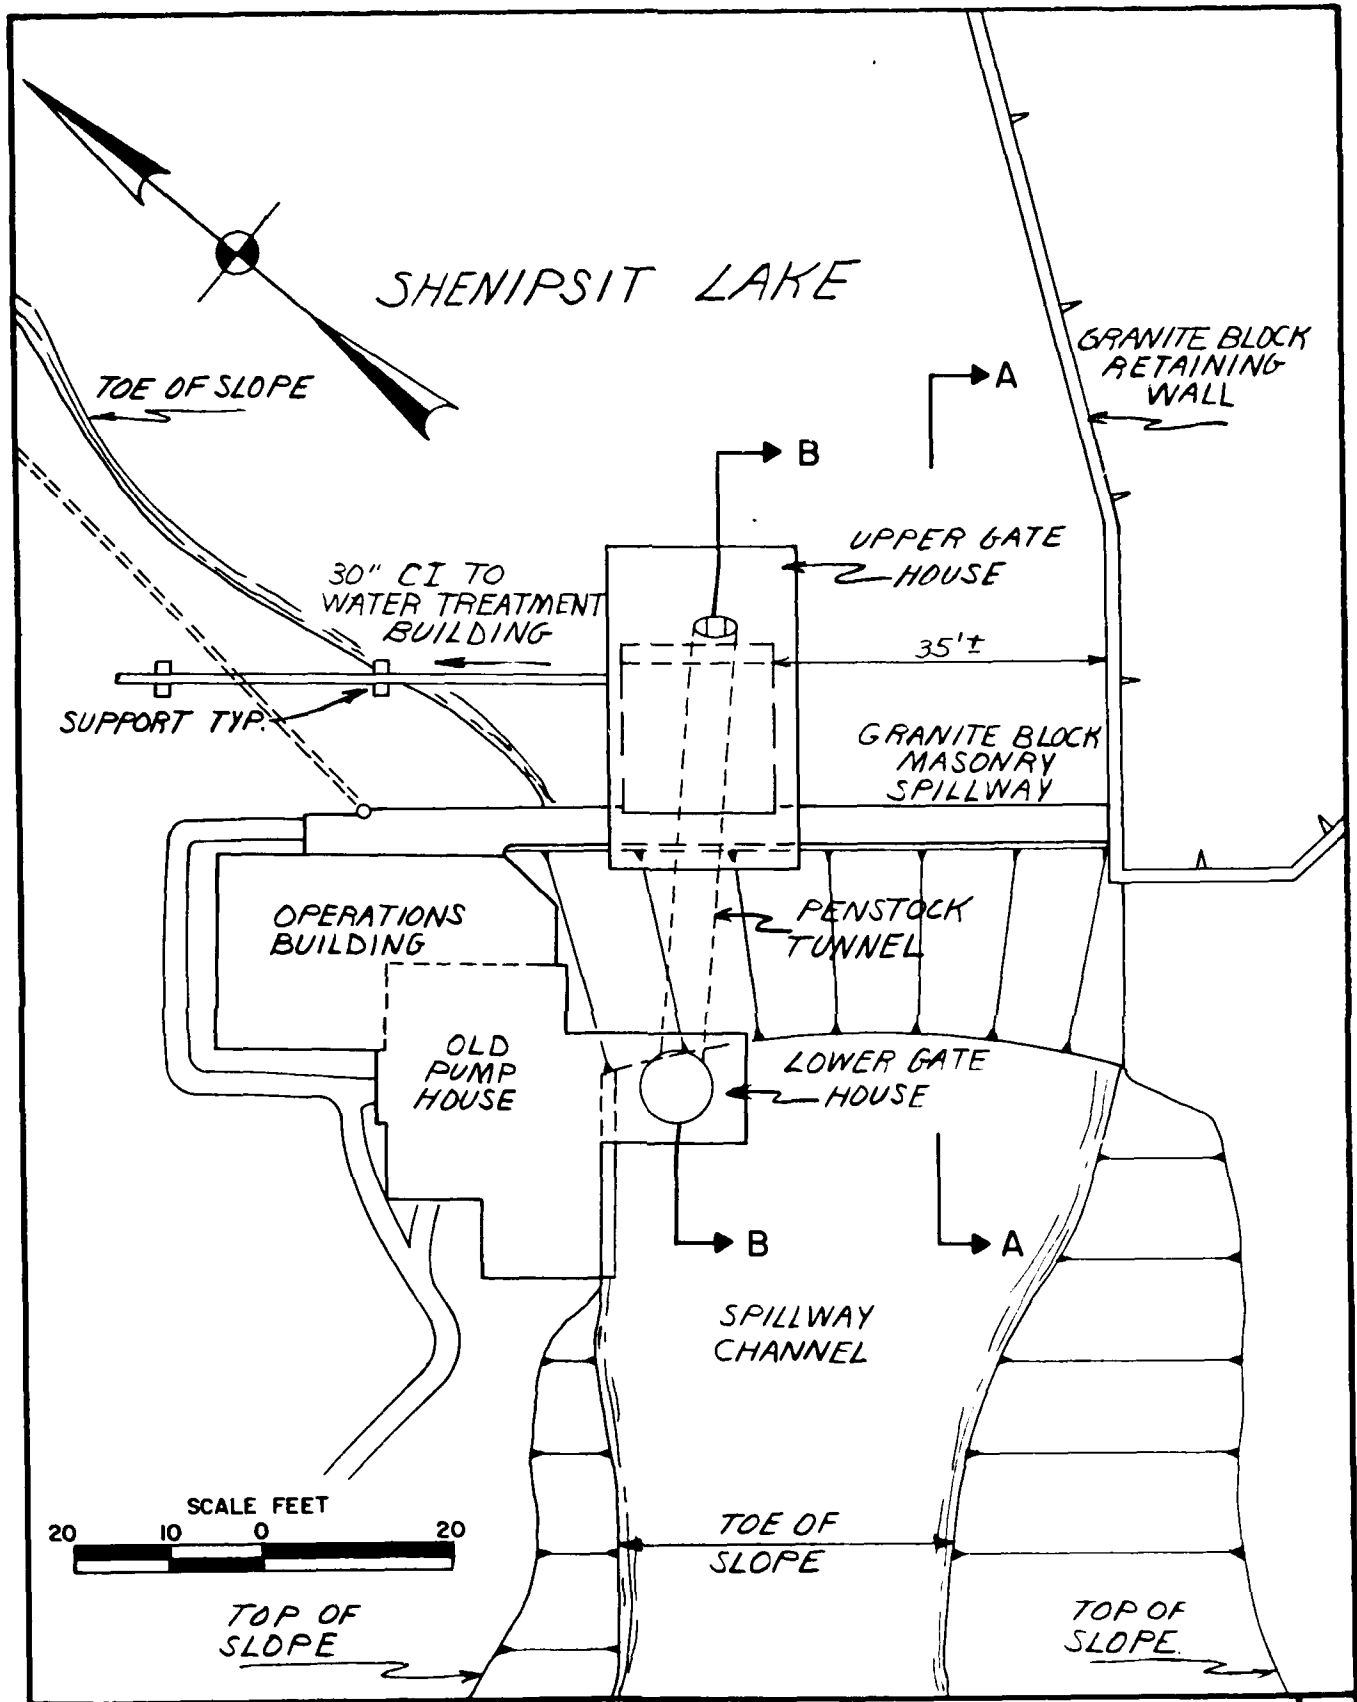 SHENIPSIT LAKE
GRANITE BLOCK
RETAINING
WALL
TOE OF SLOPE
A
B
UPPER GATE
HOUSE
30" CI TO
WATER TREATMENT
BUILDING
35'±
SUPPORT TYP.
GRANITE BLOCK
MASONRY
SPILLWAY
OPERATIONS
BUILDING
PENSTOCK
TUNNEL
OLD
PUMP
HOUSE
LOWER GATE
HOUSE
B
A
SPILLWAY
CHANNEL
SCALE FEET
20 10 0 20
TOE OF
SLOPE
TOP OF
SLOPE
TOP OF
SLOPE.